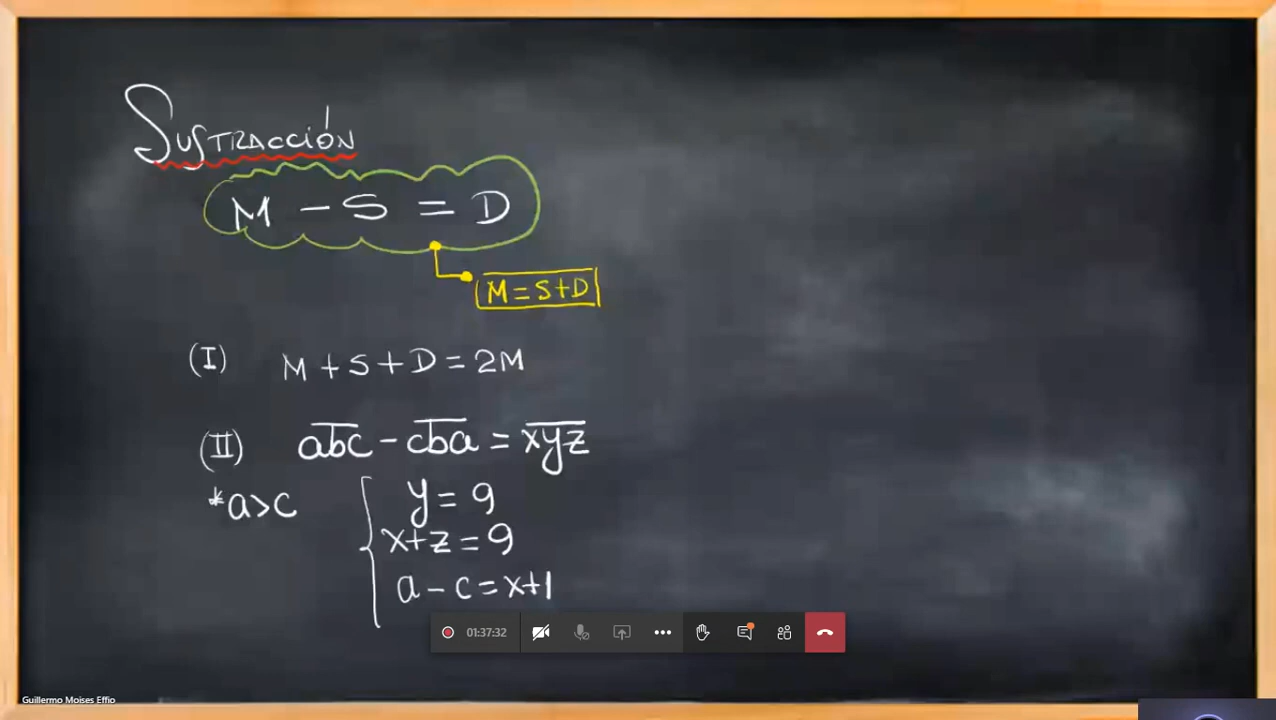 SUSTRACCIÓN
M - S = D
M = S + D
(I) M + S + D = 2M
(II) abc - cba = xyz
*a>c
y = 9
x+z = 9
a - c = x+1
01:37:32
Guillermo Moises Effio